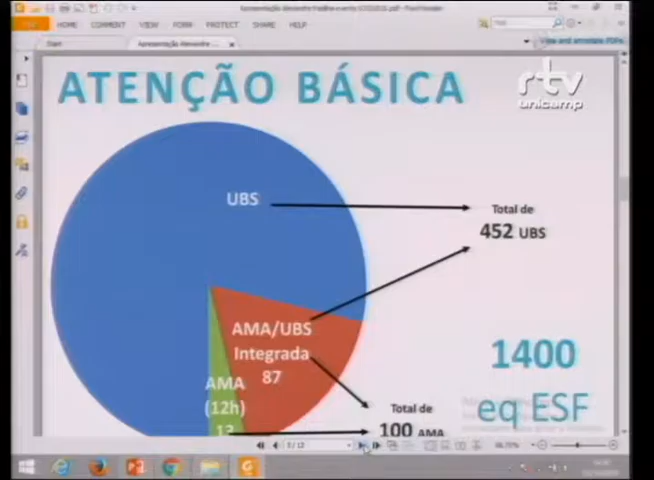 HOME COMMENT VIEW FORM PROTECT SHARE HELP
Start
ATENÇÃO BÁSICA
rtv
unicamp
UBS
Total de
452 UBS
AMA/UBS
Integrada
87
AMA
(12h)
13
1400
eq ESF
Total de
100 AMA